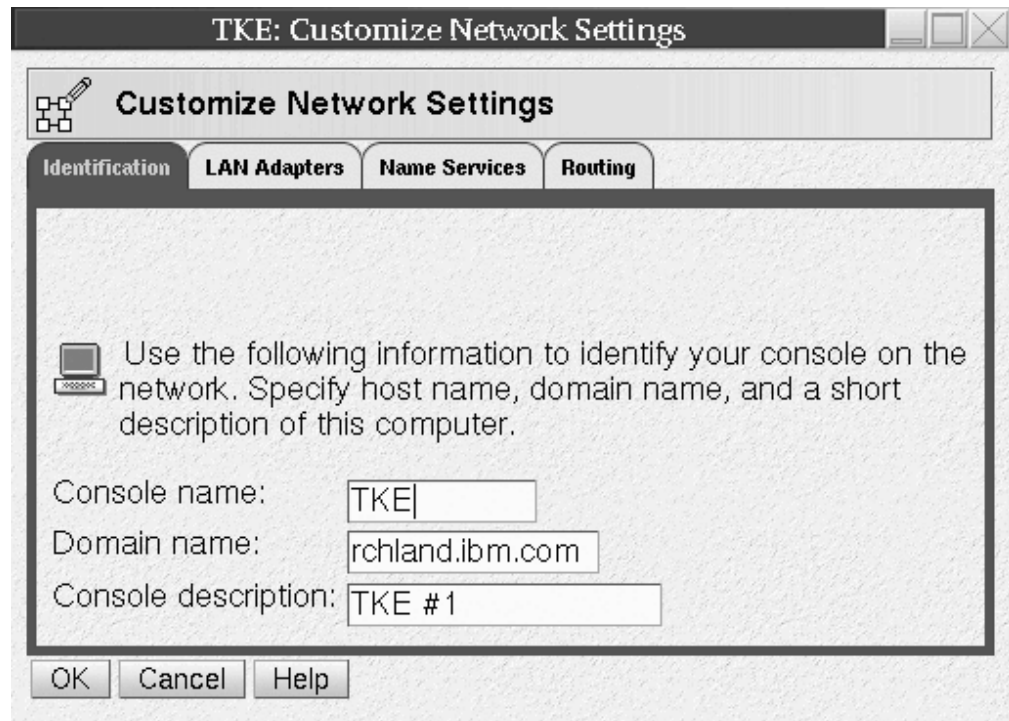 TKE: Customize Network Settings
Customize Network Settings
Identification LAN Adapters Name Services Routing
Use the following information to identify your console on the
network. Specify host name, domain name, and a short
description of this computer.
Console name: TKE
Domain name: rchland.ibm.com
Console description: TKE #1
OK Cancel Help